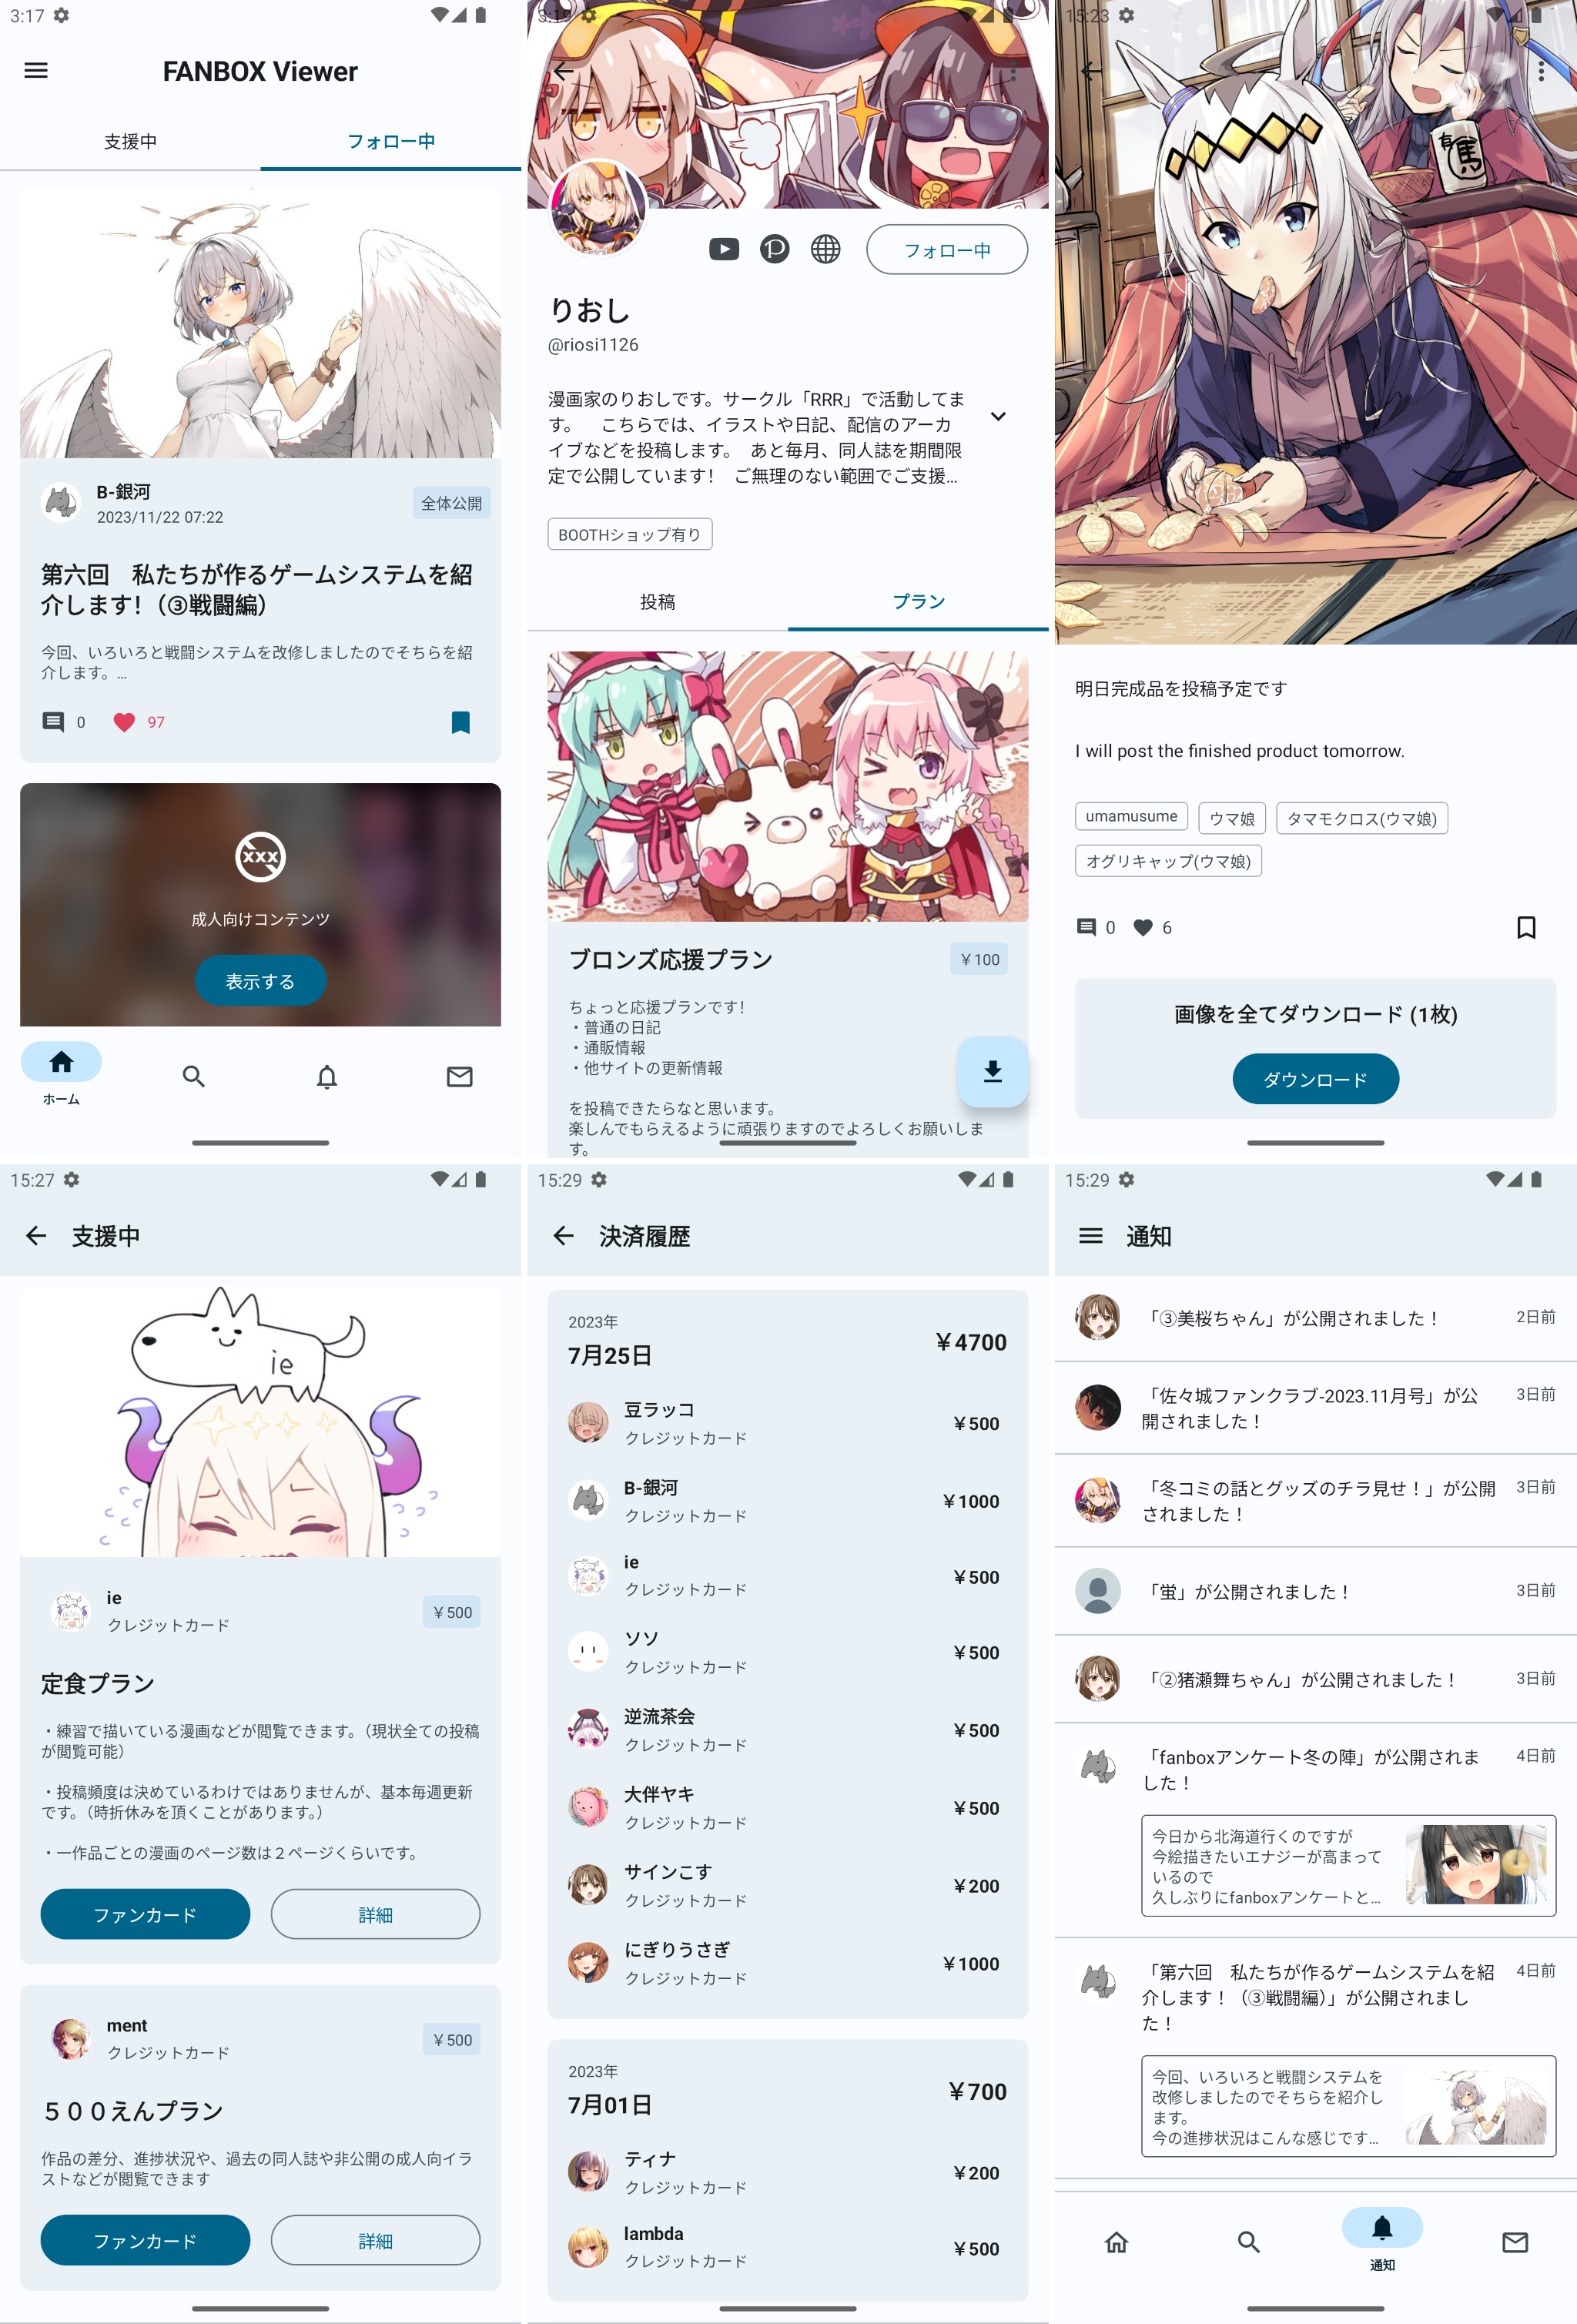 3:17
FANBOX Viewer
支援中
フォロー中
B-銀河
2023/11/22 07:22
全体公開
第六回　私たちが作るゲームシステムを紹
介します！（③戦闘編）
今回、いろいろと戦闘システムを改修しましたのでそちらを紹
介します。...
0
97
XXX
成人向けコンテンツ
表示する
ホーム
3:19
フォロー中
りおし
@riosi1126
漫画家のりおしです。サークル「RRR」で活動してま
す。　こちらでは、イラストや日記、配信のアーカ
イブなどを投稿します。　あと毎月、同人誌を期間限
定で公開しています！　ご無理のない範囲でご支援...
BOOTHショップ有り
投稿
プラン
ブロンズ応援プラン
￥100
ちょっと応援プランです！
・普通の日記
・通販情報
・他サイトの更新情報
を投稿できたらなと思います。
楽しんでもらえるように頑張りますのでよろしくお願いしま
す。
15:23
有馬
明日完成品を投稿予定です
I will post the finished product tomorrow.
umamusume
ウマ娘
タマモクロス(ウマ娘)
オグリキャップ(ウマ娘)
0
6
画像を全てダウンロード (1枚)
ダウンロード
15:27
支援中
ie
ie
クレジットカード
￥500
定食プラン
・練習で描いている漫画などが閲覧できます。（現状全ての投稿
が閲覧可能）
・投稿頻度は決めているわけではありませんが、基本毎週更新
です。（時折休みを頂くことがあります。）
・一作品ごとの漫画のページ数は２ページくらいです。
ファンカード
詳細
ment
クレジットカード
￥500
５００えんプラン
作品の差分、進捗状況や、過去の同人誌や非公開の成人向イラ
ストなどが閲覧できます
ファンカード
詳細
15:29
決済履歴
2023年
7月25日
￥4700
豆ラッコ
クレジットカード
￥500
B-銀河
クレジットカード
￥1000
ie
クレジットカード
￥500
ソソ
クレジットカード
￥500
逆流茶会
クレジットカード
￥500
大伴ヤキ
クレジットカード
￥500
サインこす
クレジットカード
￥200
にぎりうさぎ
クレジットカード
￥1000
2023年
7月01日
￥700
ティナ
クレジットカード
￥200
lambda
クレジットカード
￥500
15:29
通知
「③美桜ちゃん」が公開されました！
2日前
「佐々城ファンクラブ-2023.11月号」が公
開されました！
3日前
「冬コミの話とグッズのチラ見せ！」が公開
されました！
3日前
「蛍」が公開されました！
3日前
「②猪瀬舞ちゃん」が公開されました！
3日前
「fanboxアンケート冬の陣」が公開されま
した！
4日前
今日から北海道行くのですが
今絵描きたいエナジーが高まって
いるので
久しぶりにfanboxアンケートと...
「第六回　私たちが作るゲームシステムを紹
介します！（③戦闘編）」が公開されまし
た！
4日前
今回、いろいろと戦闘システムを
改修しましたのでそちらを紹介し
ます。
今の進捗状況はこんな感じです...
通知